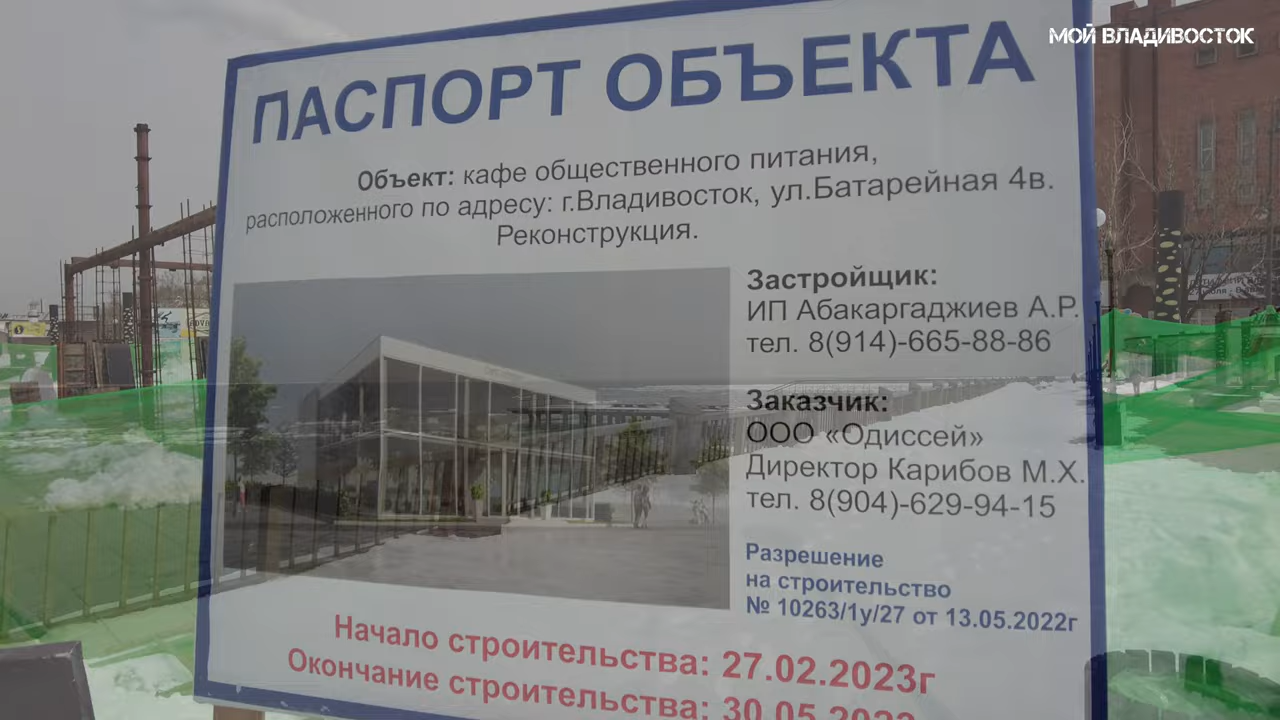 МОЙ ВЛАДИВОСТОК
ПАСПОРТ ОБЪЕКТА
Объект: кафе общественного питания,
расположенного по адресу: г.Владивосток, ул.Батарейная 4в.
Реконструкция.
Застройщик:
ИП Абакаргаджиев А.Р.
тел. 8(914)-665-88-86
Заказчик:
ООО «Одиссей»
Директор Карибов М.Х.
тел. 8(904)-629-94-15
Разрешение
на строительство
№ 10263/1у/27 от 13.05.2022г
Начало строительства: 27.02.2023г
Окончание строительства: 30.05